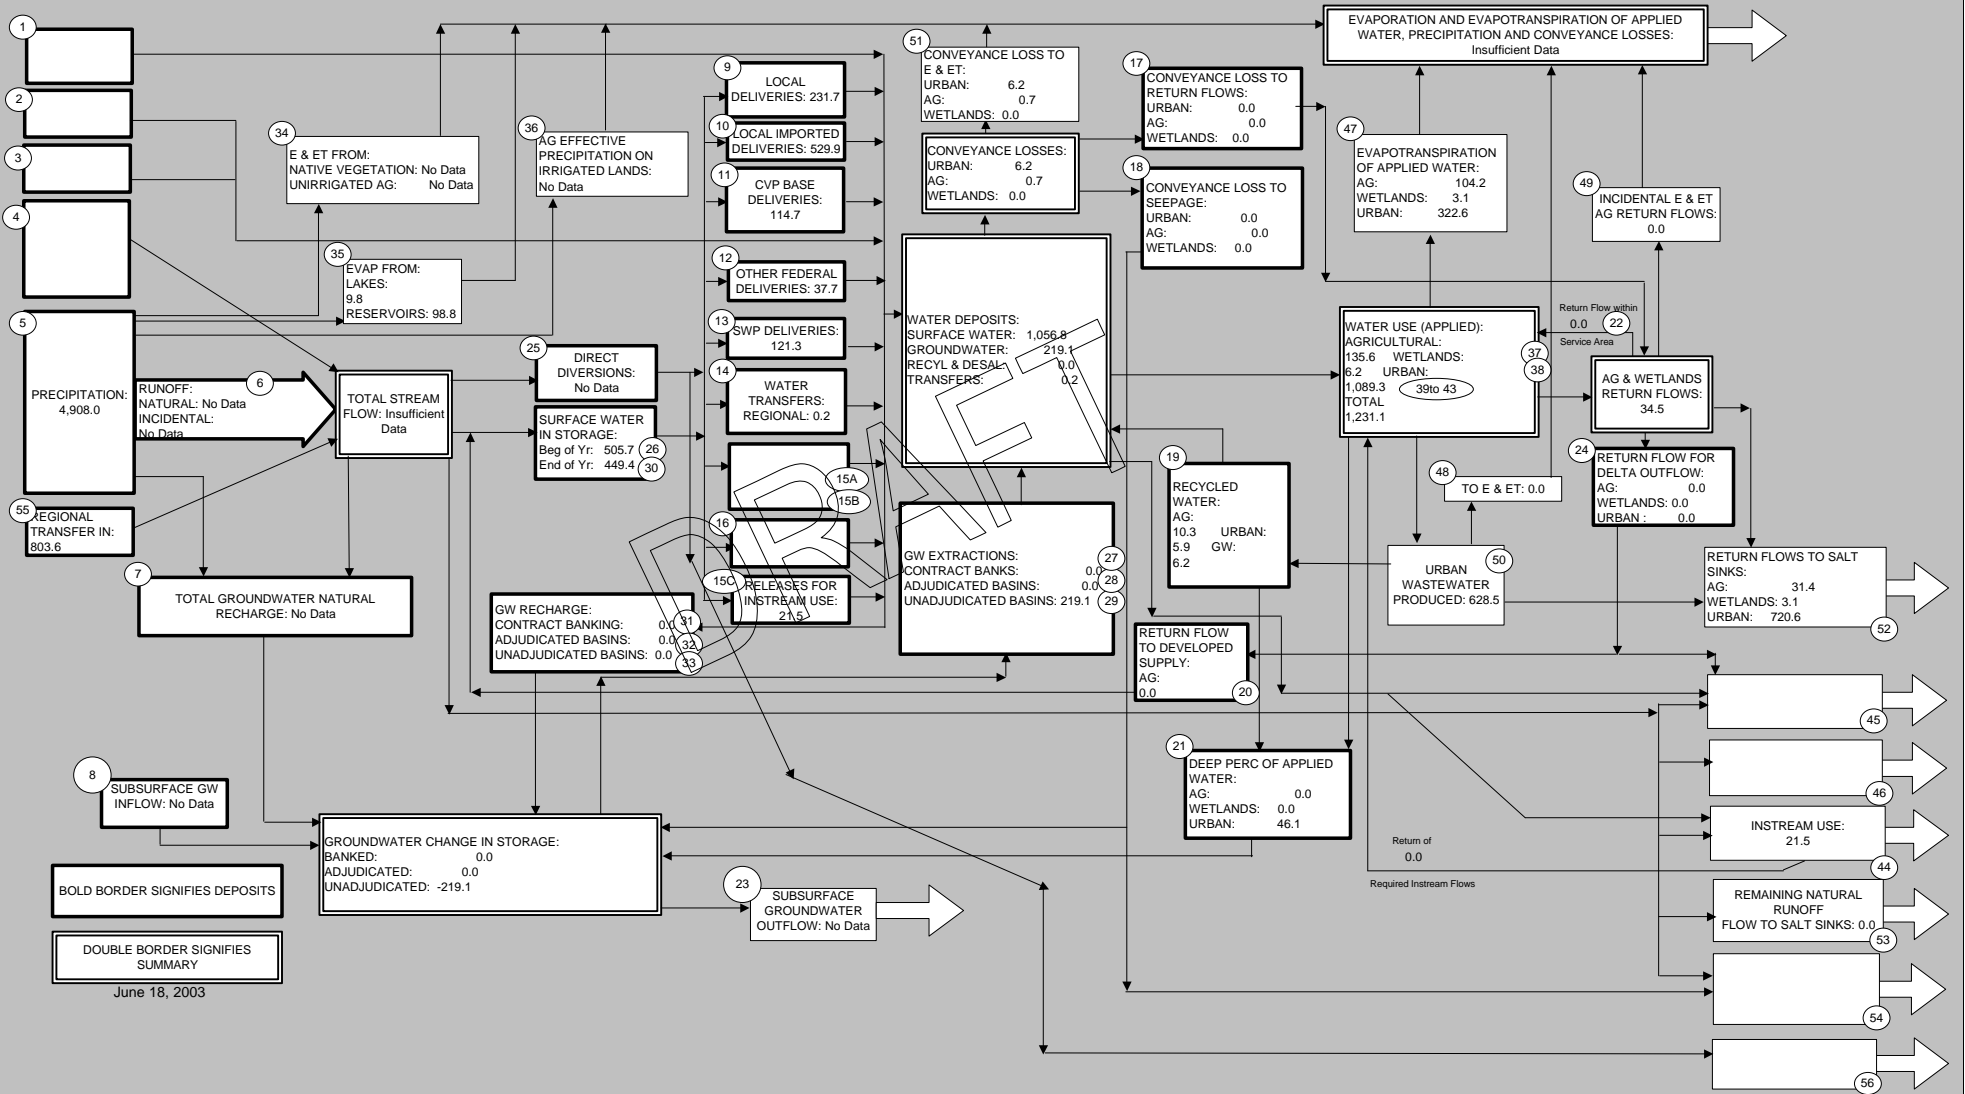 1
2
3
4
5
PRECIPITATION:
4,908.0
6
RUNOFF:
NATURAL: No Data
INCIDENTAL:
No Data
55
REGIONAL
TRANSFER IN:
803.6
7
TOTAL GROUNDWATER NATURAL
RECHARGE: No Data
8
SUBSURFACE GW
INFLOW: No Data
BOLD BORDER SIGNIFIES DEPOSITS
DOUBLE BORDER SIGNIFIES
SUMMARY
June 18, 2003
34
E & ET FROM:
NATIVE VEGETATION: No Data
UNIRRIGATED AG: No Data
35
EVAP FROM:
LAKES:
9.8
RESERVOIRS: 98.8
36
AG EFFECTIVE
PRECIPITATION ON
IRRIGATED LANDS:
No Data
TOTAL STREAM
FLOW: Insufficient
Data
25
DIRECT
DIVERSIONS:
No Data
SURFACE WATER
IN STORAGE:
Beg of Yr: 505.7
26
End of Yr: 449.4
30
GW RECHARGE:
CONTRACT BANKING: 0.0
31
ADJUDICATED BASINS: 0.0
32
UNADJUDICATED BASINS: 0.0
33
GROUNDWATER CHANGE IN STORAGE:
BANKED: 0.0
ADJUDICATED: 0.0
UNADJUDICATED: -219.1
23
SUBSURFACE
GROUNDWATER
OUTFLOW: No Data
9
LOCAL
DELIVERIES: 231.7
10
LOCAL IMPORTED
DELIVERIES: 529.9
11
CVP BASE
DELIVERIES:
114.7
12
OTHER FEDERAL
DELIVERIES: 37.7
13
SWP DELIVERIES:
121.3
14
WATER
TRANSFERS:
REGIONAL: 0.2
15A
15B
16
15C
RELEASES FOR
INSTREAM USE:
21.5
DRAFT
51
CONVEYANCE LOSS TO
E & ET:
URBAN: 6.2
AG: 0.7
WETLANDS: 0.0
CONVEYANCE LOSSES:
URBAN: 6.2
AG: 0.7
WETLANDS: 0.0
WATER DEPOSITS:
SURFACE WATER: 1,056.8
GROUNDWATER: 219.1
RECYL & DESAL: 0.0
TRANSFERS: 0.2
GW EXTRACTIONS:
CONTRACT BANKS: 0.0
27
ADJUDICATED BASINS: 0.0
28
UNADJUDICATED BASINS: 219.1
29
17
CONVEYANCE LOSS TO
RETURN FLOWS:
URBAN: 0.0
AG: 0.0
WETLANDS: 0.0
18
CONVEYANCE LOSS TO
SEEPAGE:
URBAN: 0.0
AG: 0.0
WETLANDS: 0.0
19
RECYCLED
WATER:
AG:
10.3 URBAN:
5.9 GW:
6.2
RETURN FLOW
TO DEVELOPED
SUPPLY:
AG:
0.0
20
21
DEEP PERC OF APPLIED
WATER:
AG: 0.0
WETLANDS: 0.0
URBAN: 46.1
EVAPORATION AND EVAPOTRANSPIRATION OF APPLIED
WATER, PRECIPITATION AND CONVEYANCE LOSSES:
Insufficient Data
47
EVAPOTRANSPIRATION
OF APPLIED WATER:
AG: 104.2
WETLANDS: 3.1
URBAN: 322.6
49
INCIDENTAL E & ET
AG RETURN FLOWS:
0.0
WATER USE (APPLIED):
AGRICULTURAL:
135.6 WETLANDS:
6.2 URBAN:
1,089.3
TOTAL
1,231.1
37
38
39to 43
Return Flow within
0.0
22
Service Area
AG & WETLANDS
RETURN FLOWS:
34.5
24
RETURN FLOW FOR
DELTA OUTFLOW:
AG: 0.0
WETLANDS: 0.0
URBAN : 0.0
48
TO E & ET: 0.0
50
URBAN
WASTEWATER
PRODUCED: 628.5
RETURN FLOWS TO SALT
SINKS:
AG: 31.4
WETLANDS: 3.1
URBAN: 720.6
52
45
46
INSTREAM USE:
21.5
44
Return of
0.0
Required Instream Flows
REMAINING NATURAL
RUNOFF
FLOW TO SALT SINKS: 0.0
53
54
56